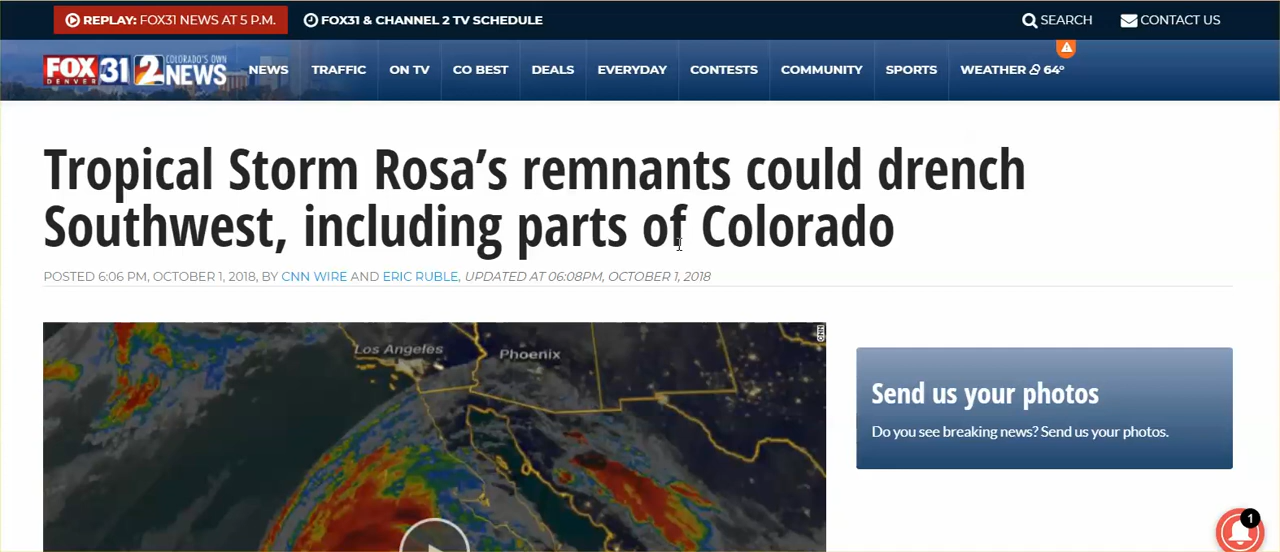 REPLAY: FOX31 NEWS AT 5 P.M. FOX31 & CHANNEL 2 TV SCHEDULE SEARCH CONTACT US
FOX 31 DENVER 2 COLORADO'S OWN NEWS NEWS TRAFFIC ON TV CO BEST DEALS EVERYDAY CONTESTS COMMUNITY SPORTS WEATHER 64°
Tropical Storm Rosa’s remnants could drench
Southwest, including parts of Colorado
POSTED 6:06 PM, OCTOBER 1, 2018, BY CNN WIRE AND ERIC RUBLE, UPDATED AT 06:08PM, OCTOBER 1, 2018
CNN
Los Angeles Phoenix
Send us your photos
Do you see breaking news? Send us your photos.
1